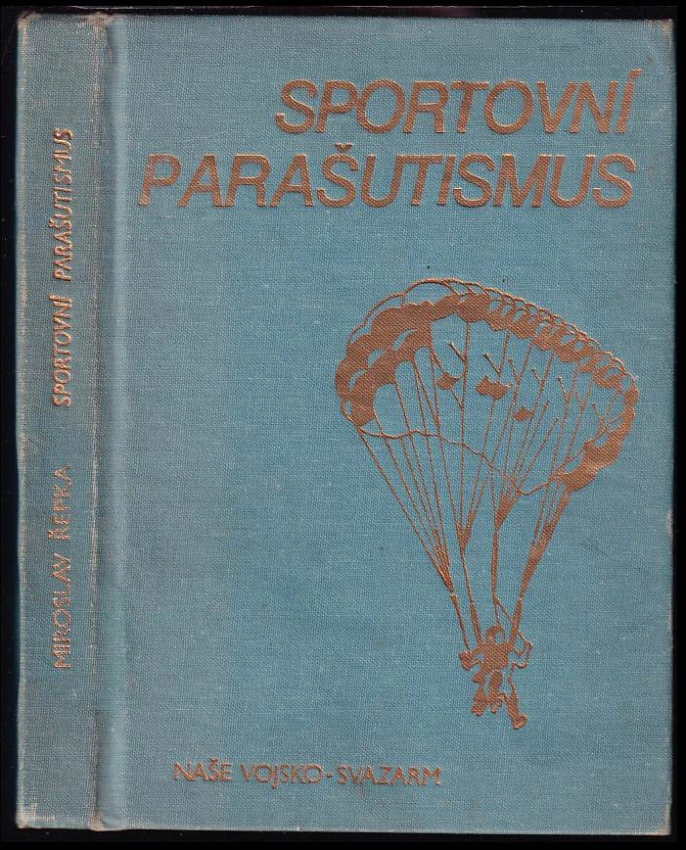 SPORTOVNÍ
PARAŠUTISMUS
NAŠE VOJSKO-SVAZARM
MIROSLAV ŘEPKA SPORTOVNÍ PARAŠUTISMUS